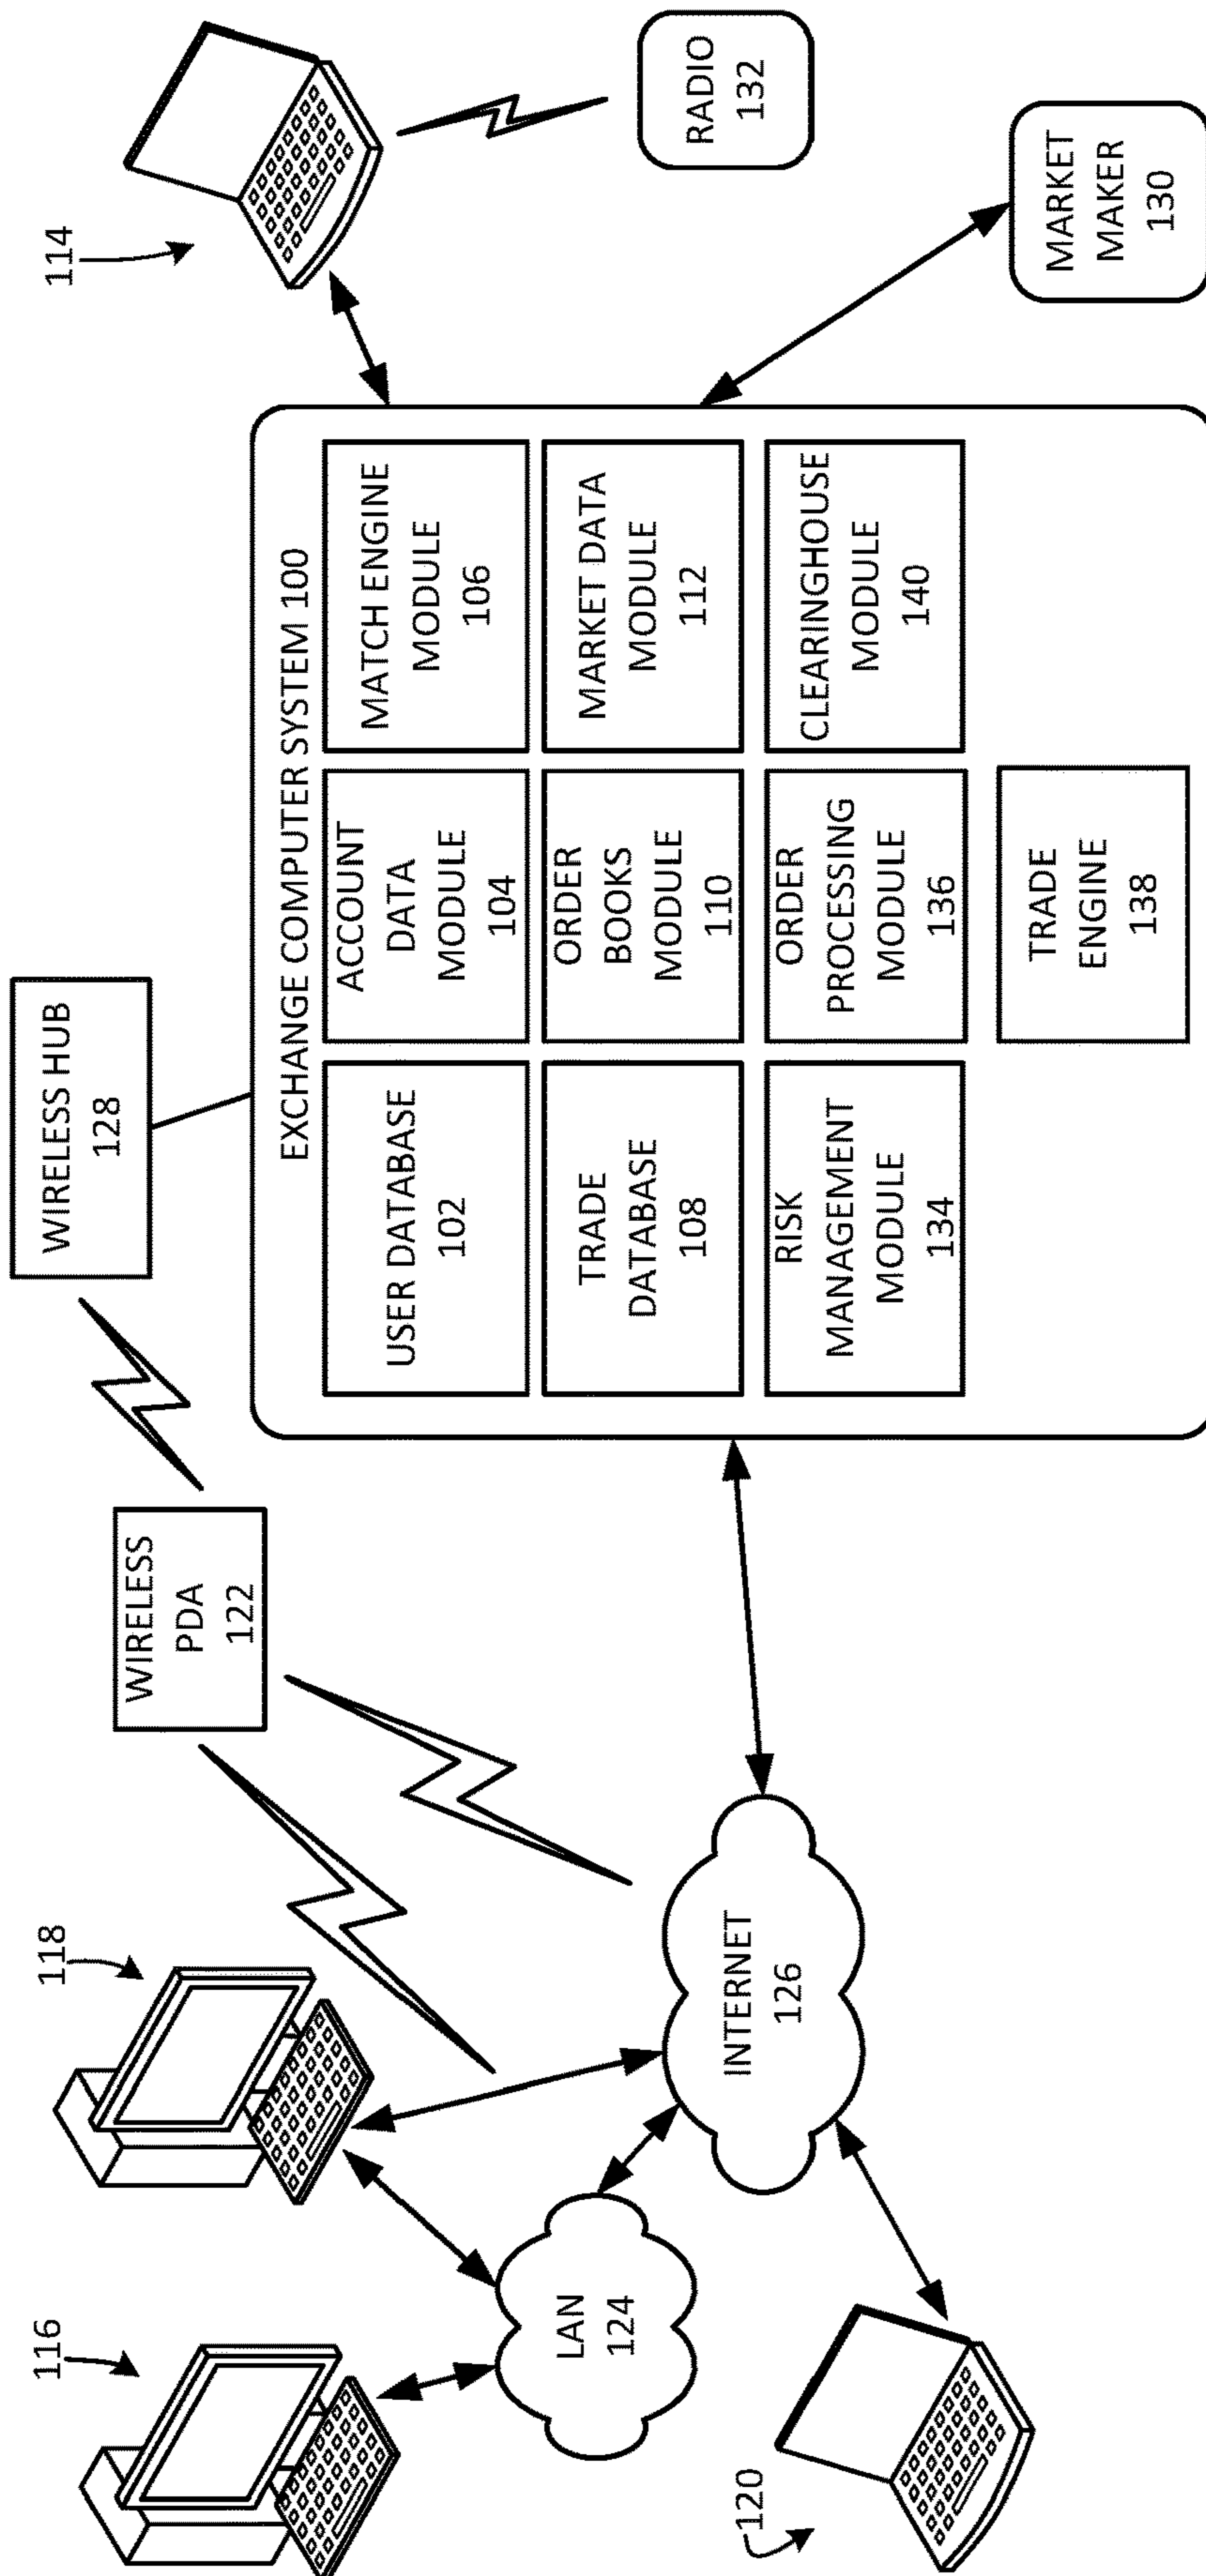 116
118
WIRELESS
PDA
122
WIRELESS HUB
128
114
RADIO
132
EXCHANGE COMPUTER SYSTEM 100
USER DATABASE
102
ACCOUNT
DATA
MODULE
104
MATCH ENGINE
MODULE
106
TRADE
DATABASE
108
ORDER
BOOKS
MODULE
110
MARKET DATA
MODULE
112
RISK
MANAGEMENT
MODULE
134
ORDER
PROCESSING
MODULE
136
CLEARINGHOUSE
MODULE
140
TRADE
ENGINE
138
LAN
124
INTERNET
126
120
MARKET
MAKER
130